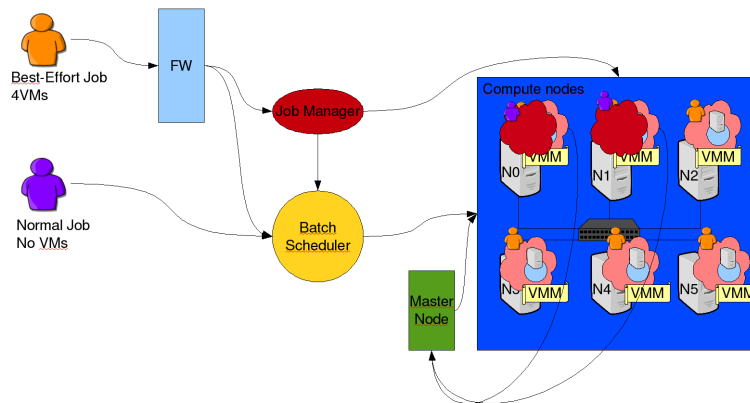 Best-Effort Job
4VMs
FW
Job Manager
Normal Job
No VMs
Batch
Scheduler
Master
Node
Compute nodes
N0
VMM
N1
VMM
N2
VMM
N3
VMM
N4
VMM
N5
VMM